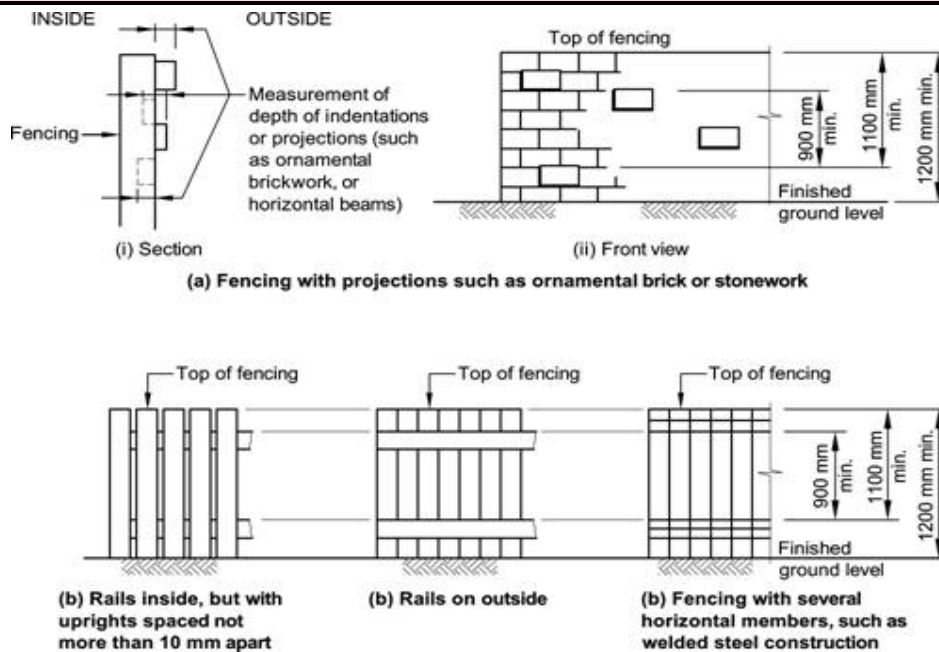 INSIDE OUTSIDE
Fencing
Measurement of
depth of indentations
or projections (such
as ornamental
brickwork, or
horizontal beams)
(i) Section
Top of fencing
900 mm
min.
1100 mm
min.
1200 mm min.
Finished
ground level
(ii) Front view
(a) Fencing with projections such as ornamental brick or stonework
Top of fencing
(b) Rails inside, but with
uprights spaced not
more than 10 mm apart
Top of fencing
(b) Rails on outside
Top of fencing
900 mm
min.
1100 mm
min.
1200 mm min.
Finished
ground level
(b) Fencing with several
horizontal members, such as
welded steel construction